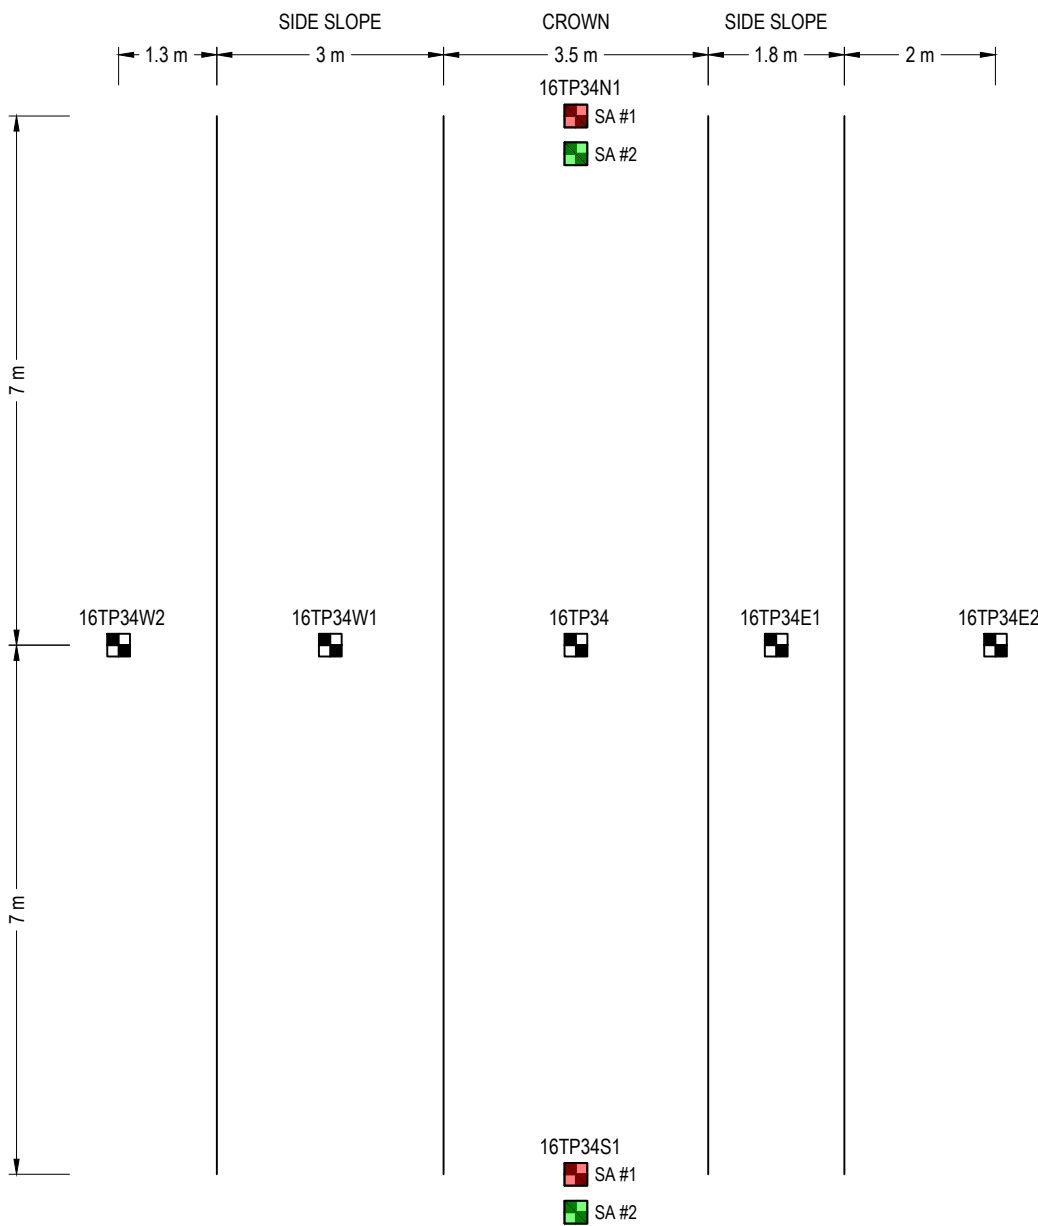 SIDE SLOPE CROWN SIDE SLOPE
1.3 m 3 m 3.5 m 1.8 m 2 m
16TP34N1
SA #1
SA #2
7 m
16TP34W2 16TP34W1 16TP34 16TP34E1 16TP34E2
7 m
16TP34S1
SA #1
SA #2